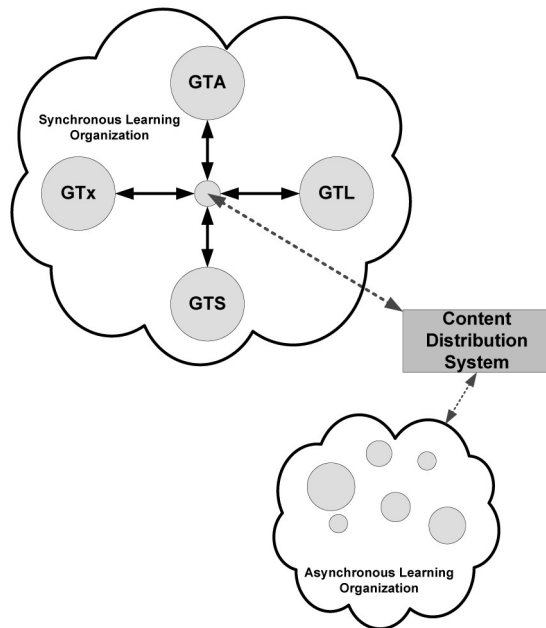 GTA
Synchronous Learning
Organization
GTx
GTL
GTS
Content
Distribution
System
Asynchronous Learning
Organization